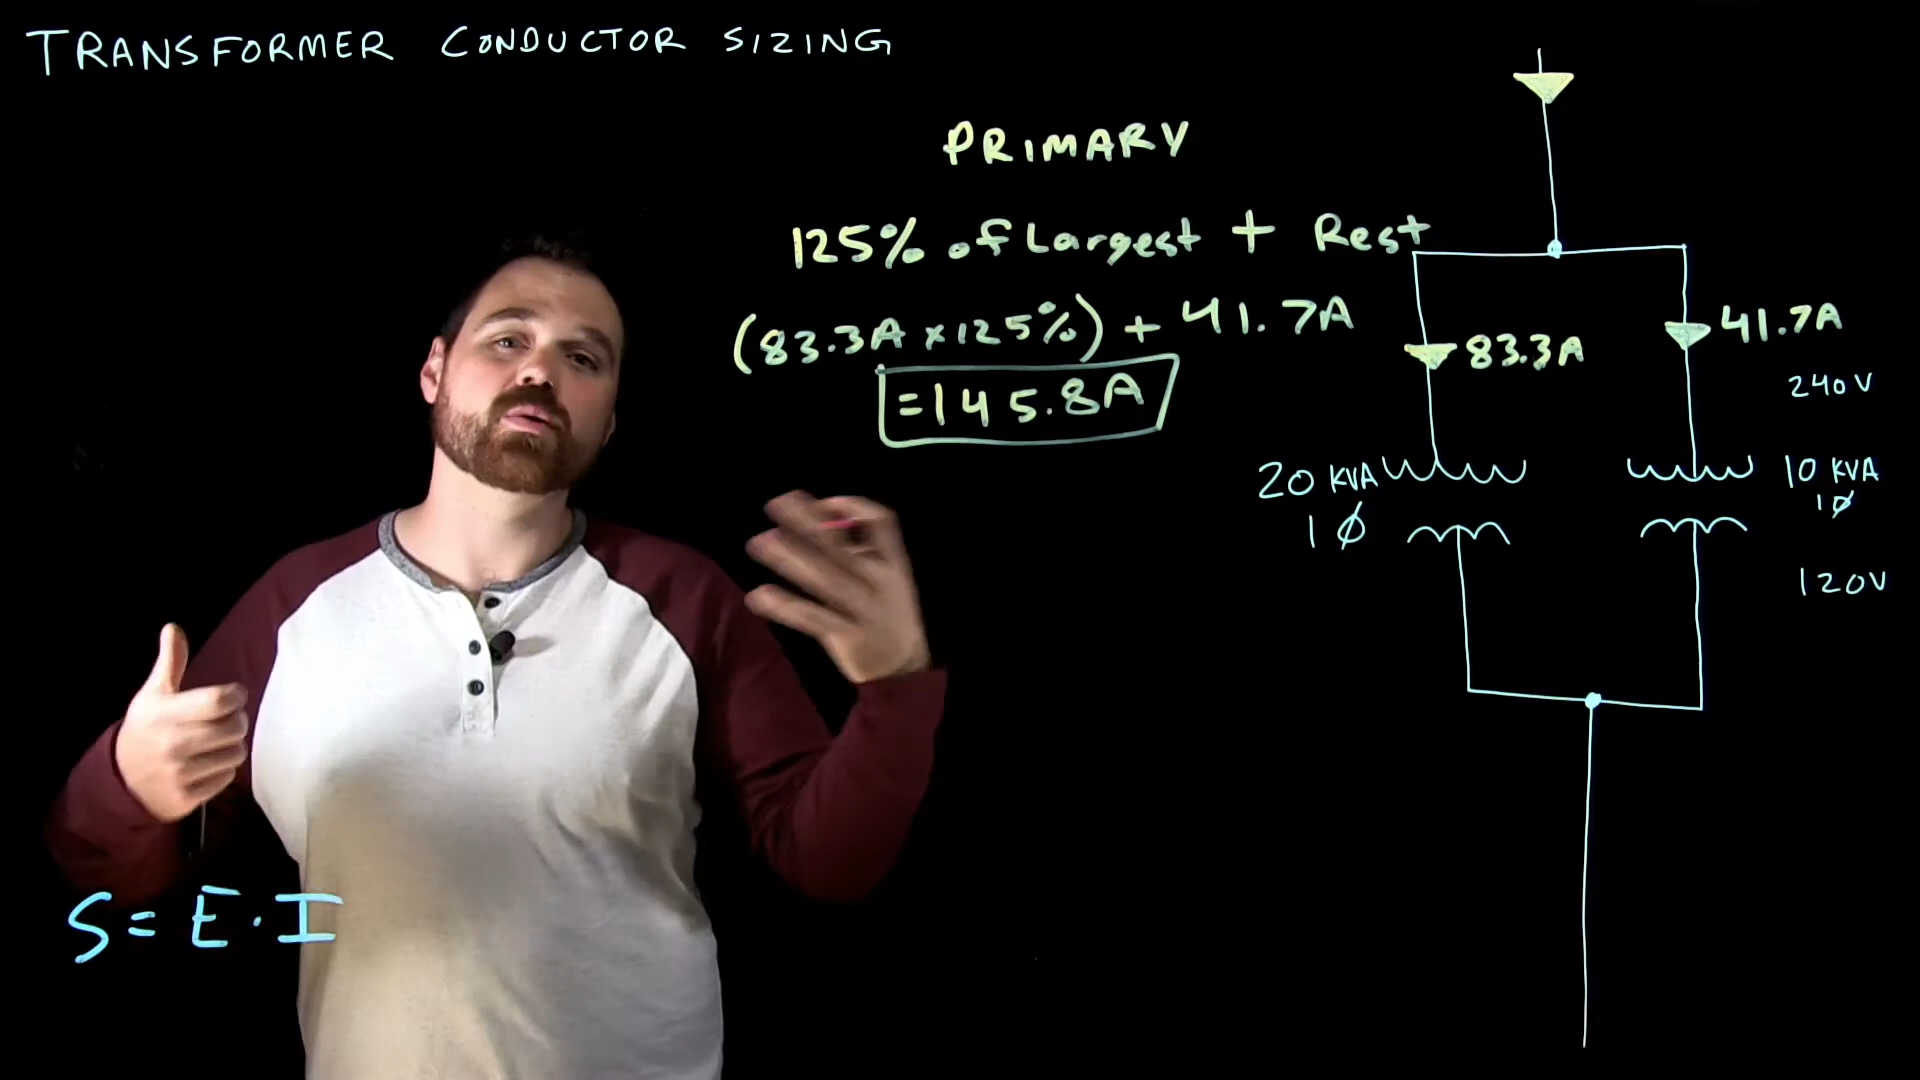 TRANSFORMER CONDUCTOR SIZING
PRIMARY
125% of Largest + Rest
(83.3A x 125%) + 41.7A
=145.8A
83.3A
41.7A
240V
20 KVA
1Ø
10 KVA
1Ø
120V
S = E · I